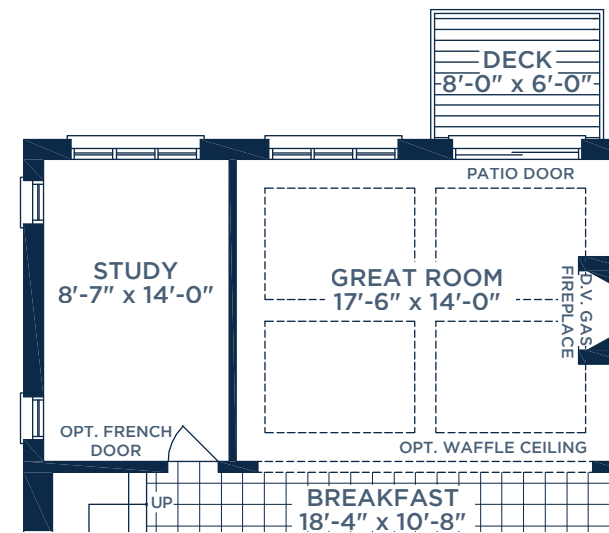 DECK
8'-0" x 6'-0"
PATIO DOOR
STUDY
8'-7" x 14'-0"
GREAT ROOM
17'-6" x 14'-0"
D.V. GAS
FIREPLACE
OPT. FRENCH
DOOR
OPT. WAFFLE CEILING
UP
BREAKFAST
18'-4" x 10'-8"